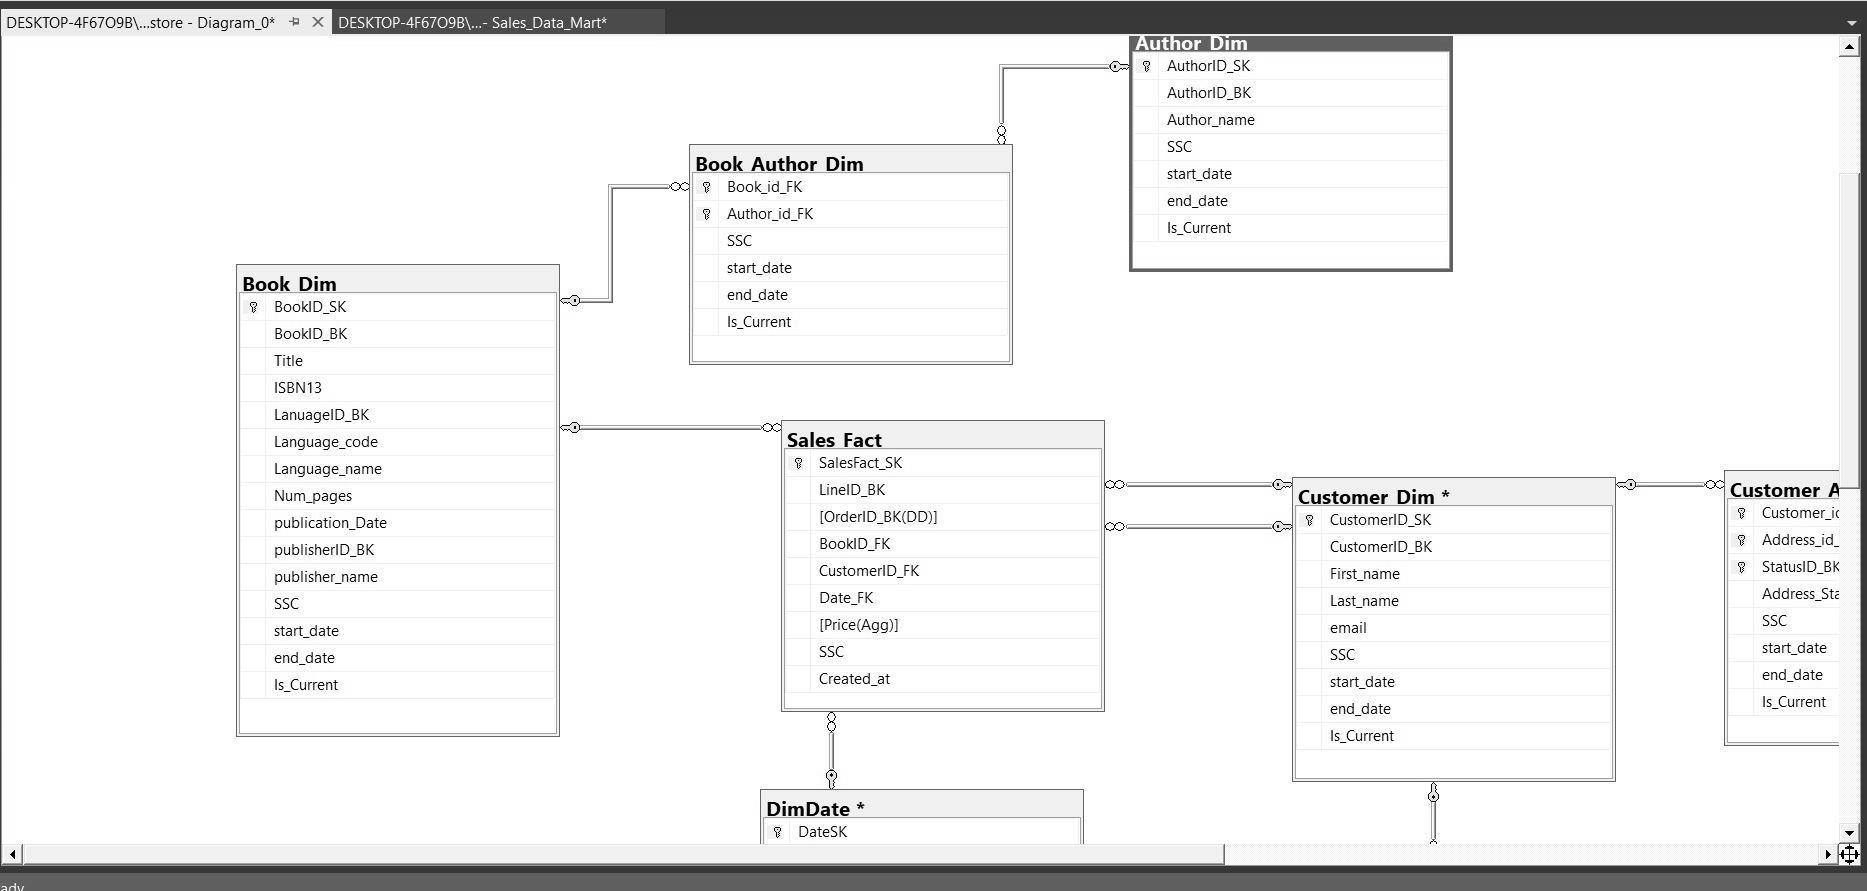 DESKTOP-4F67O9B\...store - Diagram_0*
DESKTOP-4F67O9B\...- Sales_Data_Mart*
Author_Dim
AuthorID_SK
AuthorID_BK
Author_name
SSC
start_date
end_date
Is_Current
Book_Author_Dim
Book_id_FK
Author_id_FK
SSC
start_date
end_date
Is_Current
Book_Dim
BookID_SK
BookID_BK
Title
ISBN13
LanuageID_BK
Language_code
Language_name
Num_pages
publication_Date
publisherID_BK
publisher_name
SSC
start_date
end_date
Is_Current
Sales_Fact
SalesFact_SK
LineID_BK
[OrderID_BK(DD)]
BookID_FK
CustomerID_FK
Date_FK
[Price(Agg)]
SSC
Created_at
Customer_Dim *
CustomerID_SK
CustomerID_BK
First_name
Last_name
email
SSC
start_date
end_date
Is_Current
Customer_A
Customer_ic
Address_id_
StatusID_BK
Address_Sta
SSC
start_date
end_date
Is_Current
DimDate *
DateSK
ady